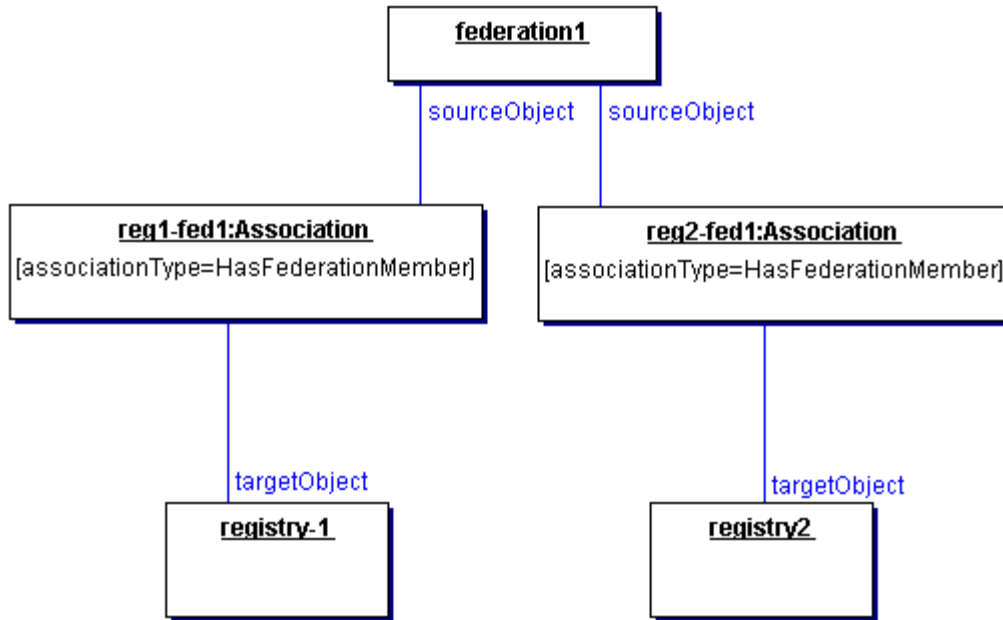 federation1
sourceObject
sourceObject
reg1-fed1:Association
[associationType=HasFederationMember]
reg2-fed1:Association
[associationType=HasFederationMember]
targetObject
targetObject
registry-1
registry2